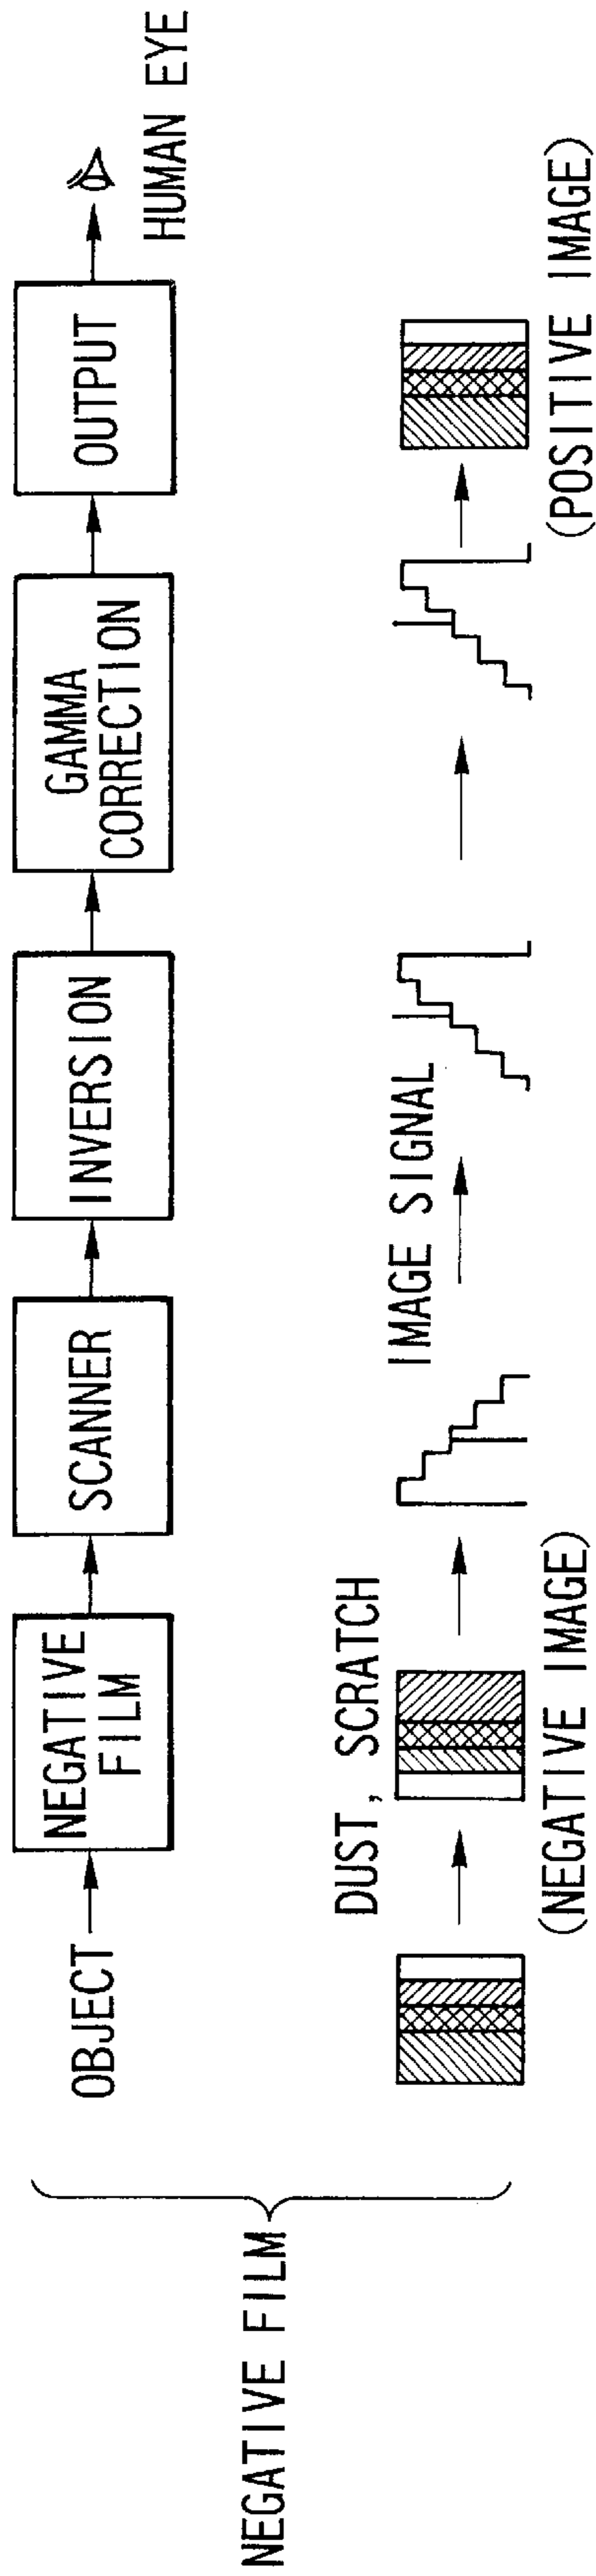 NEGATIVE FILM
OBJECT
NEGATIVE
FILM
SCANNER
INVERSION
GAMMA
CORRECTION
OUTPUT
HUMAN EYE
DUST, SCRATCH
IMAGE SIGNAL
(NEGATIVE IMAGE)
(POSITIVE IMAGE)